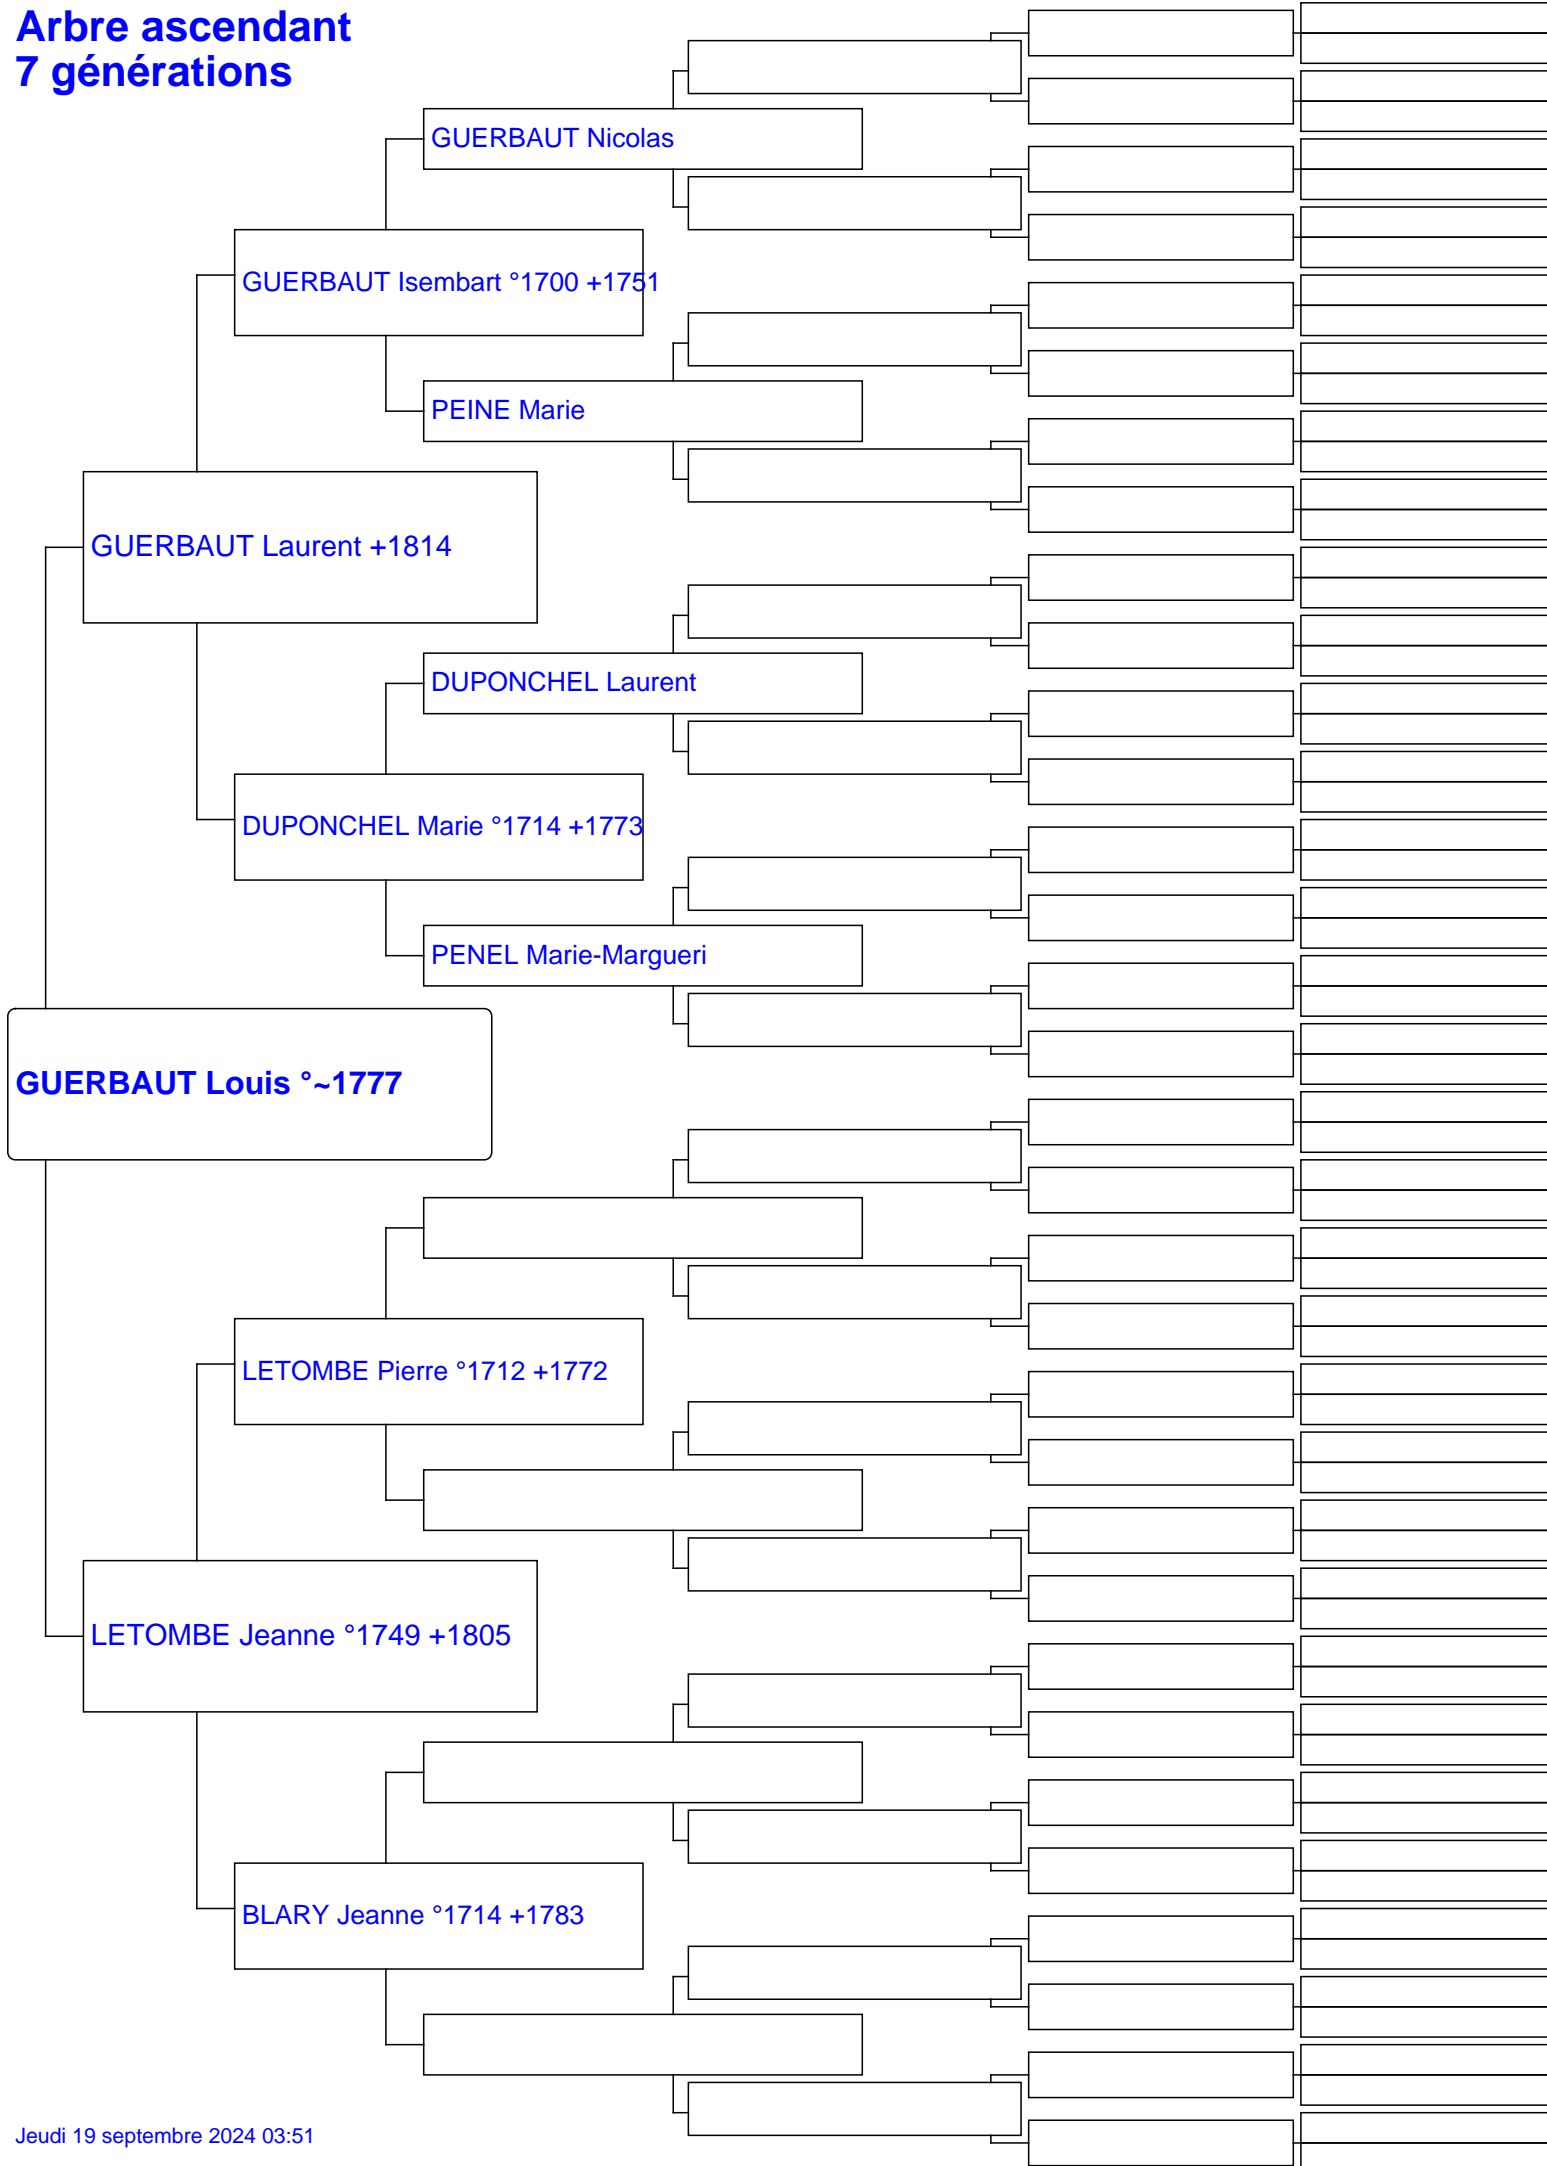 Arbre ascendant
7 générations
GUERBAUT Nicolas
GUERBAUT Isembart °1700 +1751
PEINE Marie
GUERBAUT Laurent +1814
DUPONCHEL Laurent
DUPONCHEL Marie °1714 +1773
PENEL Marie-Margueri
GUERBAUT Louis °~1777
LETOMBE Pierre °1712 +1772
LETOMBE Jeanne °1749 +1805
BLARY Jeanne °1714 +1783
Jeudi 19 septembre 2024 03:51